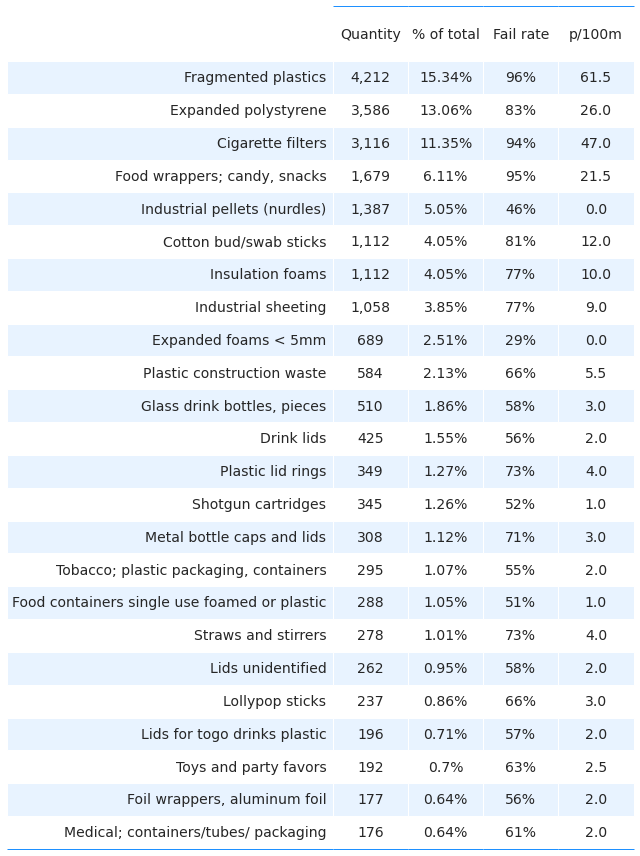 Quantity % of total Fail rate p/100m
Fragmented plastics 4,212 15.34% 96% 61.5
Expanded polystyrene 3,586 13.06% 83% 26.0
Cigarette filters 3,116 11.35% 94% 47.0
Food wrappers; candy, snacks 1,679 6.11% 95% 21.5
Industrial pellets (nurdles) 1,387 5.05% 46% 0.0
Cotton bud/swab sticks 1,112 4.05% 81% 12.0
Insulation foams 1,112 4.05% 77% 10.0
Industrial sheeting 1,058 3.85% 77% 9.0
Expanded foams < 5mm 689 2.51% 29% 0.0
Plastic construction waste 584 2.13% 66% 5.5
Glass drink bottles, pieces 510 1.86% 58% 3.0
Drink lids 425 1.55% 56% 2.0
Plastic lid rings 349 1.27% 73% 4.0
Shotgun cartridges 345 1.26% 52% 1.0
Metal bottle caps and lids 308 1.12% 71% 3.0
Tobacco; plastic packaging, containers 295 1.07% 55% 2.0
Food containers single use foamed or plastic 288 1.05% 51% 1.0
Straws and stirrers 278 1.01% 73% 4.0
Lids unidentified 262 0.95% 58% 2.0
Lollypop sticks 237 0.86% 66% 3.0
Lids for togo drinks plastic 196 0.71% 57% 2.0
Toys and party favors 192 0.7% 63% 2.5
Foil wrappers, aluminum foil 177 0.64% 56% 2.0
Medical; containers/tubes/ packaging 176 0.64% 61% 2.0